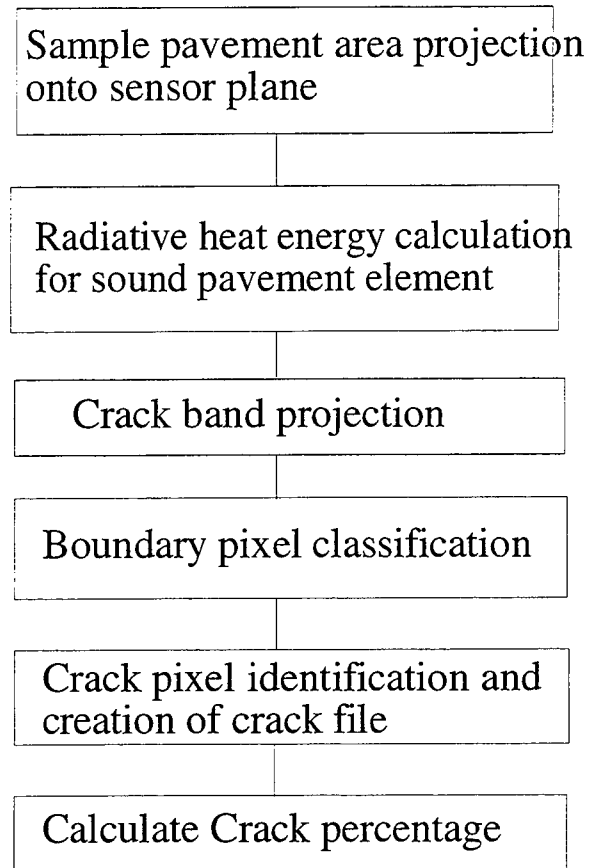 Sample pavement area projection
onto sensor plane
Radiative heat energy calculation
for sound pavement element
Crack band projection
Boundary pixel classification
Crack pixel identification and
creation of crack file
Calculate Crack percentage